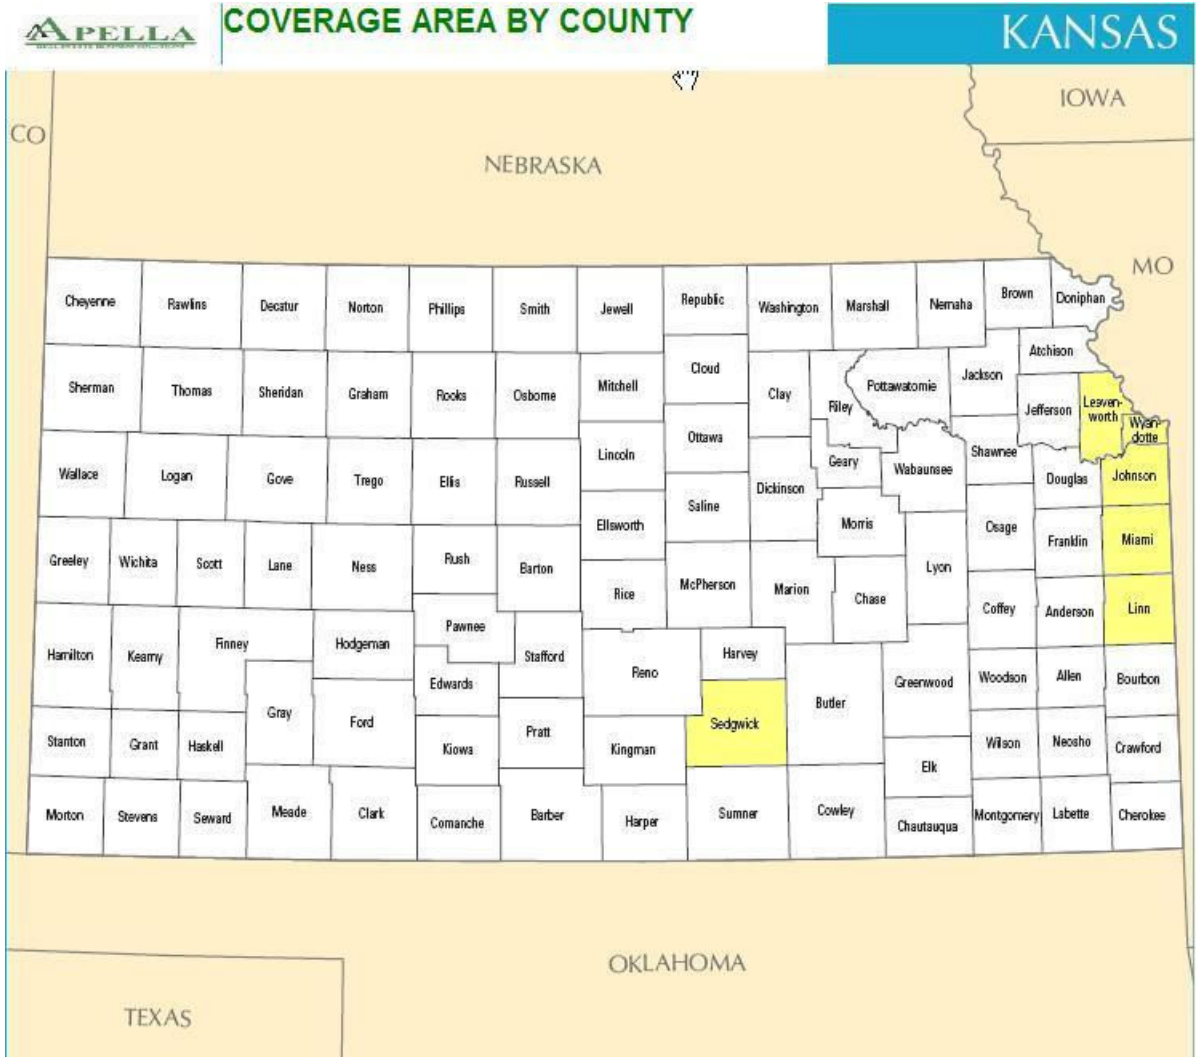 APELLA
COVERAGE AREA BY COUNTY
KANSAS
IOWA
CO
NEBRASKA
MO
Cheyenne
Rawlins
Decatur
Norton
Phillips
Smith
Jewell
Republic
Washington
Marshall
Nemaha
Brown
Doniphan
Atchison
Sherman
Thomas
Sheridan
Graham
Rooks
Osborne
Mitchell
Cloud
Clay
Riley
Pottawatomie
Jackson
Jefferson
Leaven-
worth
Wyan-
dotte
Wallace
Logan
Gove
Trego
Ellis
Russell
Lincoln
Ottawa
Dickinson
Geary
Wabaunsee
Shawnee
Douglas
Johnson
Saline
Ellsworth
Morris
Osage
Franklin
Miami
Greeley
Wichita
Scott
Lane
Ness
Rush
Barton
Rice
McPherson
Marion
Chase
Lyon
Coffey
Anderson
Linn
Hamilton
Kearny
Finney
Hodgeman
Pawnee
Stafford
Edwards
Reno
Harvey
Butler
Greenwood
Woodson
Allen
Bourbon
Stanton
Grant
Haskell
Gray
Ford
Kiowa
Pratt
Kingman
Sedgwick
Elk
Wilson
Neosho
Crawford
Morton
Stevens
Seward
Meade
Clark
Comanche
Barber
Harper
Sumner
Cowley
Chautauqua
Montgomery
Labette
Cherokee
OKLAHOMA
TEXAS